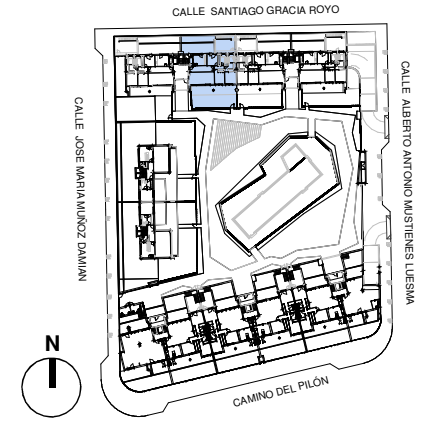 CALLE SANTIAGO GRACIA ROYO
CALLE JOSE MARIA MUÑOZ DAMIAN
CALLE ALBERTO ANTONIO MUSTIENES LUESMA
N
CAMINO DEL PILÓN